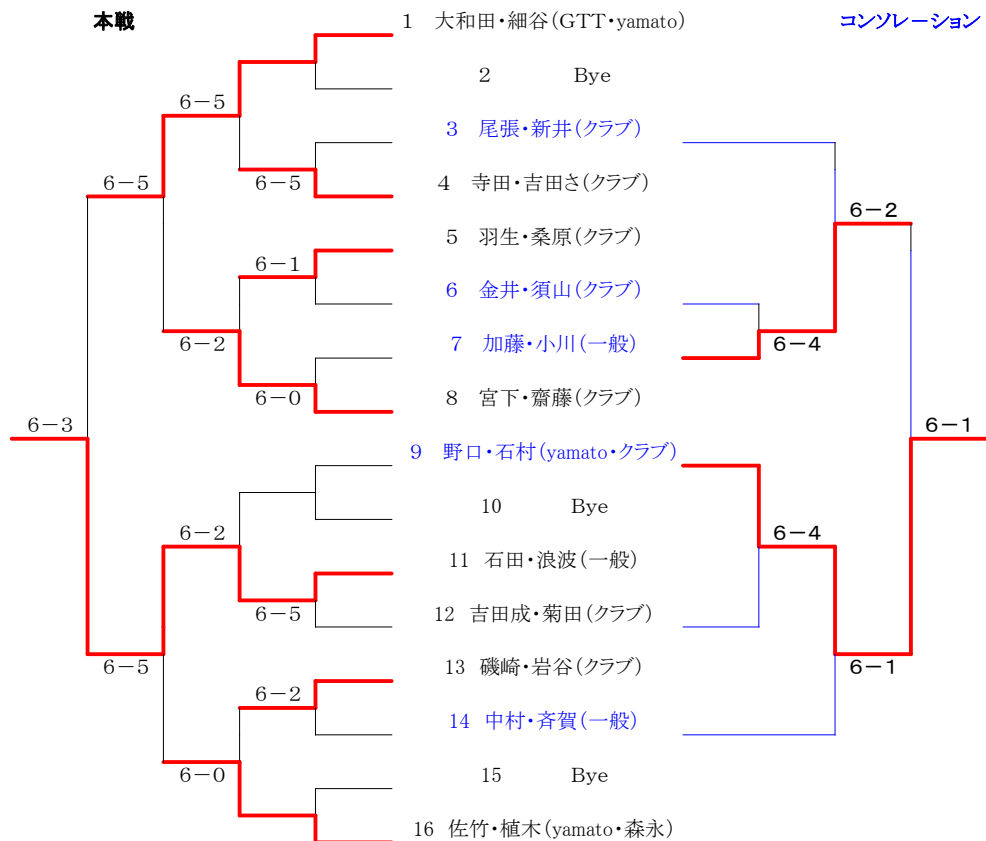 本戦
1 大和田・細谷(GTT・yamato)
コンソレーション
2 Bye
6-5
3 尾張・新井(クラブ)
6-5
6-5
4 寺田・吉田さ(クラブ)
6-2
5 羽生・桑原(クラブ)
6-1
6 金井・須山(クラブ)
6-2
7 加藤・小川(一般)
6-4
6-0
8 宮下・齋藤(クラブ)
6-3
6-1
9 野口・石村(yamato・クラブ)
10 Bye
6-2
6-4
11 石田・浪波(一般)
6-5
12 吉田成・菊田(クラブ)
6-5
13 磯崎・岩谷(クラブ)
6-1
6-2
14 中村・斉賀(一般)
6-0
15 Bye
16 佐竹・植木(yamato・森永)